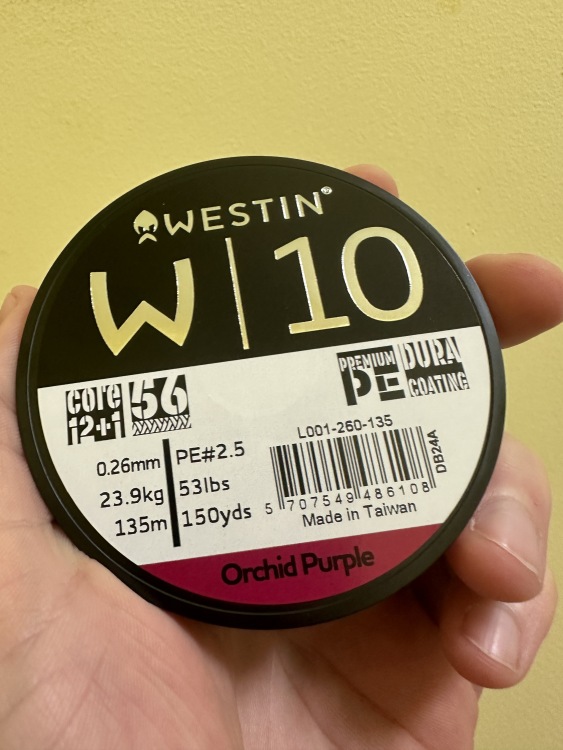 WESTIN®
W|10
core
12+1
56
PREMIUM
PE
DURA
COATING
0.26mm
PE#2.5
23.9kg
53lbs
135m
150yds
L001-260-135
5 707549 486108
DB24A
Made in Taiwan
Orchid Purple